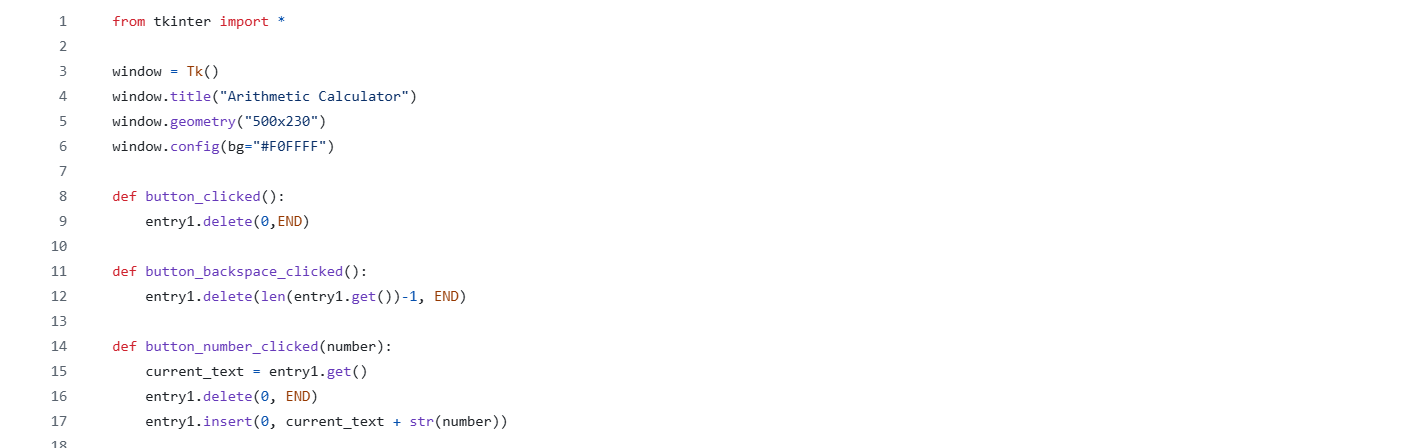 1 from tkinter import *
2
3 window = Tk()
4 window.title("Arithmetic Calculator")
5 window.geometry("500x230")
6 window.config(bg="#F0FFFF")
7
8 def button_clicked():
9     entry1.delete(0,END)
10
11 def button_backspace_clicked():
12     entry1.delete(len(entry1.get())-1, END)
13
14 def button_number_clicked(number):
15     current_text = entry1.get()
16     entry1.delete(0, END)
17     entry1.insert(0, current_text + str(number))
18